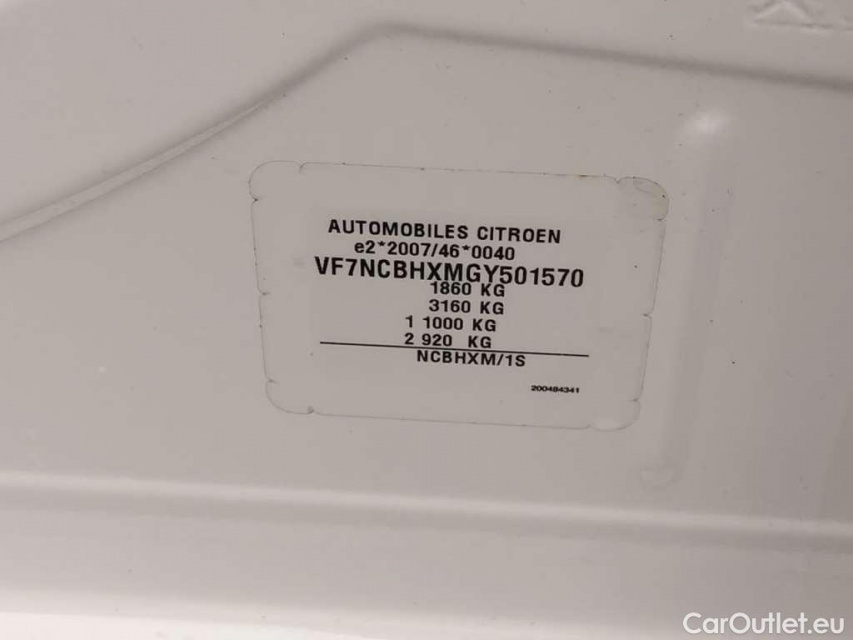 AUTOMOBILES CITROEN
e2*2007/46*0040
VF7NCBHXMGY501570
1860 KG
3160 KG
1 1000 KG
2 920 KG
NCBHXM/1S
200484341
CarOutlet.eu